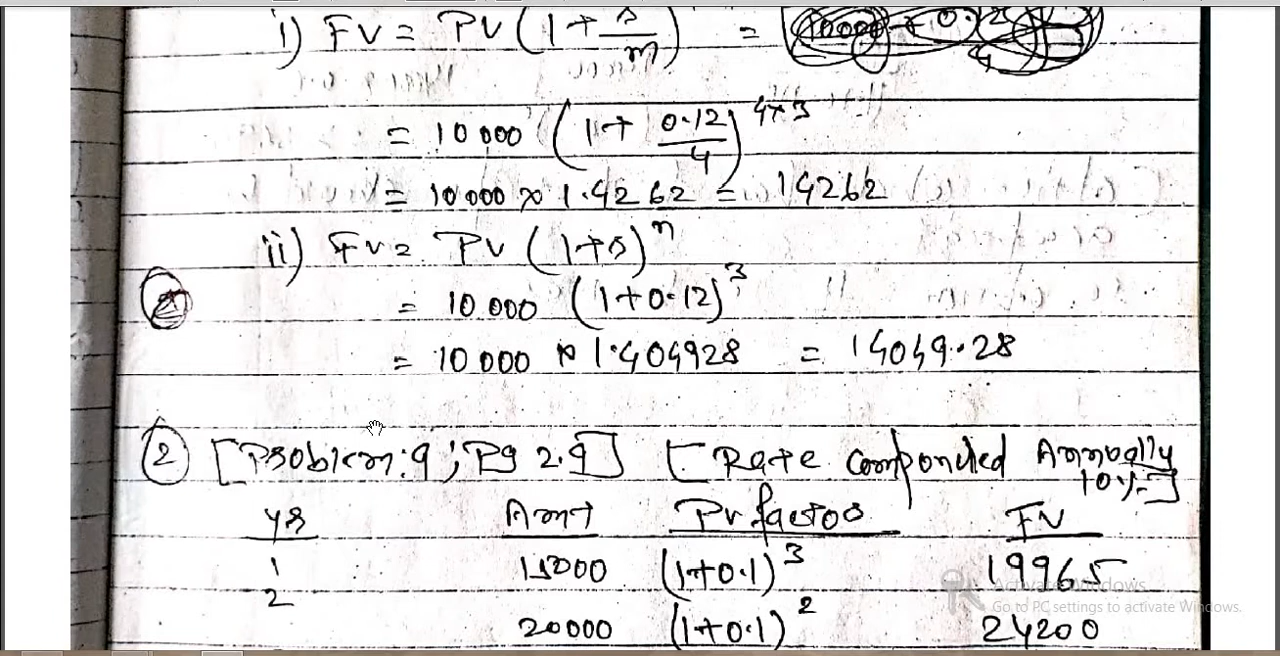 i) FV = PV (1 + r/m) =
= 10000 (1 + 0.12/4)^4×3
= 10000 × 1.4262 = 14262
ii) FV = PV (1+r)^n
= 10000 (1+0.12)^3
= 10000 × 1.404928 = 14049.28
② [Problem:9; Pg 2.9] [Rate componded Annually 10%]
yr Amt Pv factor FV
1 15000 (1+0.1)^3 19965
2
20000 (1+0.1)^2 24200
Activate Windows
Go to PC settings to activate Windows.